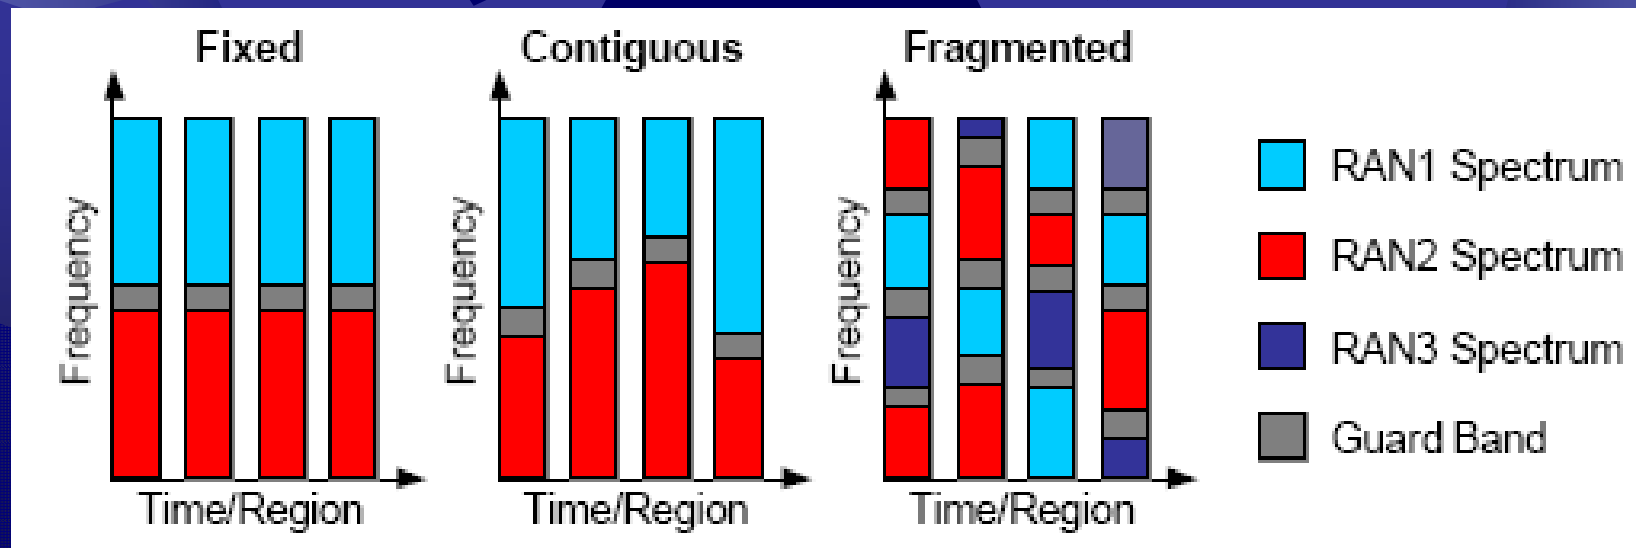 Fixed
Contiguous
Fragmented
Frequency
Frequency
Frequency
Time/Region
Time/Region
Time/Region
RAN1 Spectrum
RAN2 Spectrum
RAN3 Spectrum
Guard Band